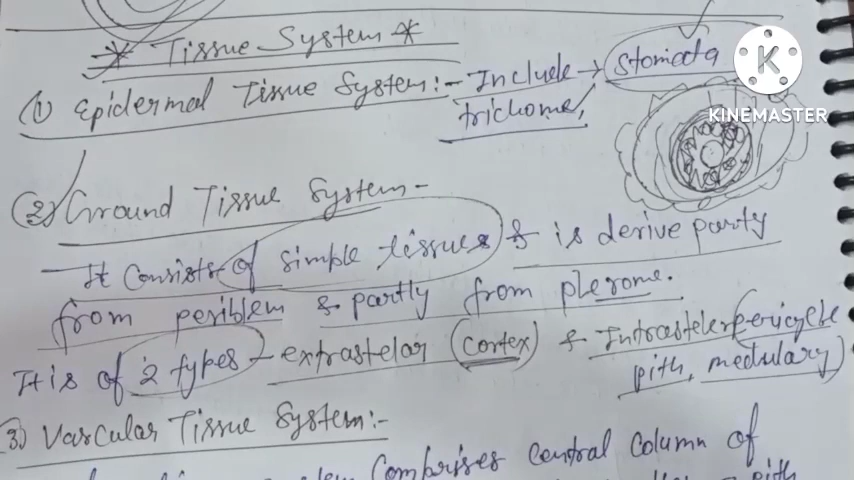 * Tissue System *
(1) Epidermal Tissue System:- Include → Stomata
trichome,
K
KINEMASTER
(2) Ground Tissue System -
- It Consists of simple tissues & is derive party
from periblem & partly from plerome.
It is of 2 types - extrastelar (cortex) & Intrastelar (pericycle
pith, medulary)
(3) Vascular Tissue System:-
Comprises central column of
pith